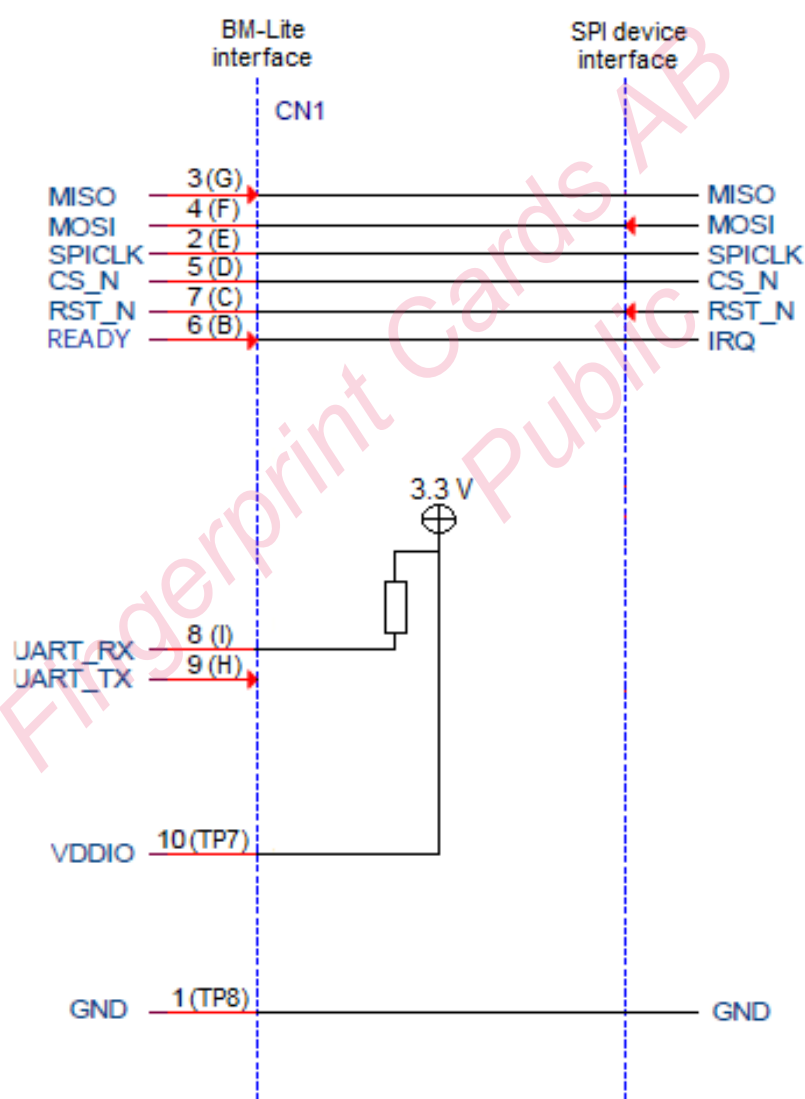 BM-Lite
interface
SPI device
interface
CN1
MISO 3 (G) MISO
MOSI 4 (F) MOSI
SPICLK 2 (E) SPICLK
CS_N 5 (D) CS_N
RST_N 7 (C) RST_N
READY 6 (B) IRQ
3.3 V
UART_RX 8 (I)
UART_TX 9 (H)
VDDIO 10 (TP7)
GND 1 (TP8) GND
Fingerprint Cards AB
Public